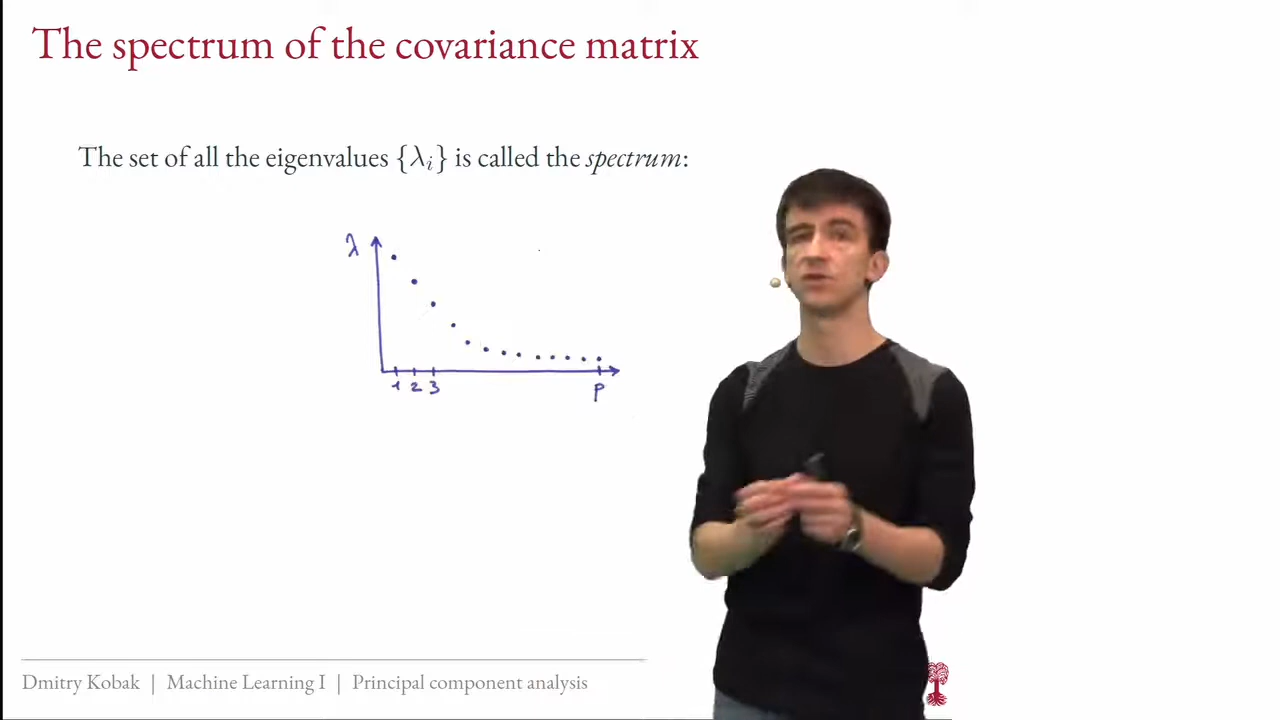 The spectrum of the covariance matrix
The set of all the eigenvalues {λᵢ} is called the spectrum:
λ
1 2 3 P
Dmitry Kobak | Machine Learning I | Principal component analysis